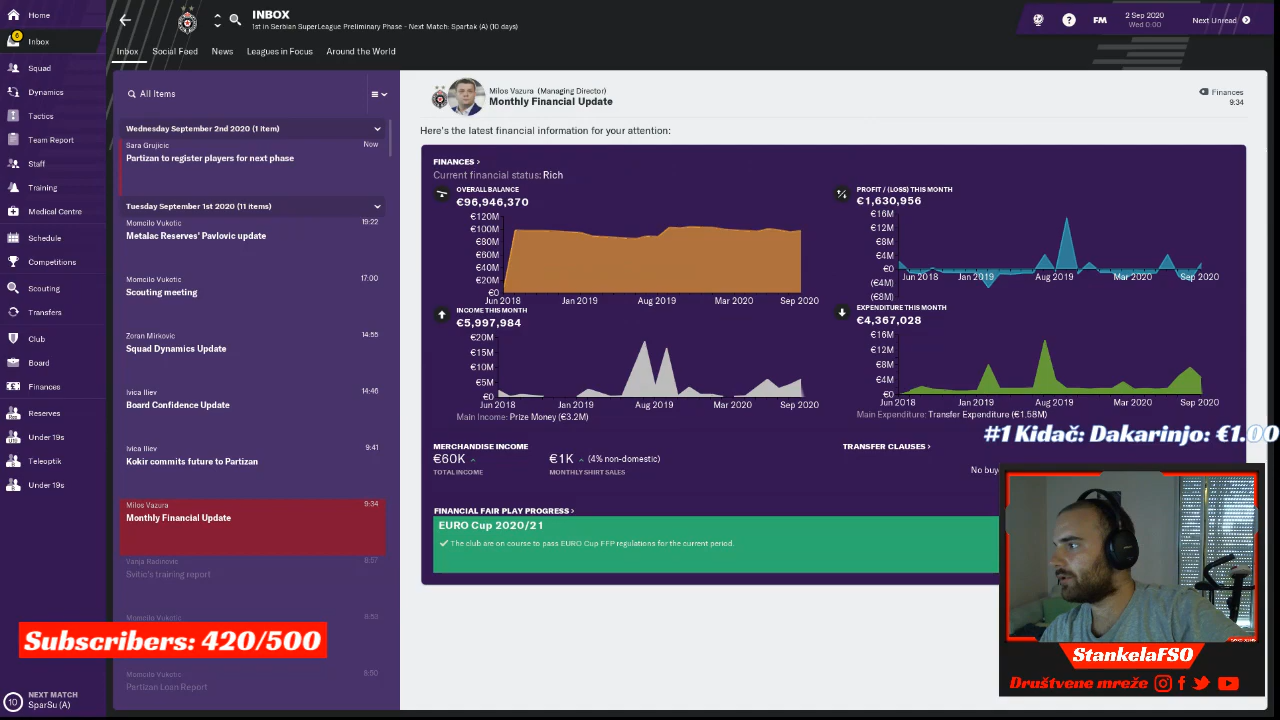 Home
6
Inbox
Squad
Dynamics
Tactics
Team Report
Staff
Training
Medical Centre
Schedule
Competitions
Scouting
Transfers
Club
Board
Finances
Reserves
Under 19s
Teleoptik
Under 19s
10
NEXT MATCH
SparSu (A)
INBOX
1st in Serbian SuperLeague Preliminary Phase - Next Match: Spartak (A) (10 days)
? FM
2 Sep 2020
Wed 0:00
Next Unread
Inbox Social Feed News Leagues in Focus Around the World
All Items
Wednesday September 2nd 2020 (1 item)
Sara Grujicic Now
Partizan to register players for next phase
Tuesday September 1st 2020 (11 items)
Momcilo Vukotic 19:22
Metalac Reserves' Pavlovic update
Momcilo Vukotic 17:00
Scouting meeting
Zoran Mirkovic 14:55
Squad Dynamics Update
Ivica Iliev 14:46
Board Confidence Update
Ivica Iliev 9:41
Kokir commits future to Partizan
Milos Vazura 9:34
Monthly Financial Update
Vanja Radinovic 8:57
Svitic's training report
Momcilo Vukotic 8:53
Momcilo Vukotic 8:50
Partizan Loan Report
Milos Vazura (Managing Director)
Monthly Financial Update
Finances
9:34
Here's the latest financial information for your attention:
FINANCES >
Current financial status: Rich
OVERALL BALANCE
€96,946,370
€120M
€100M
€80M
€60M
€40M
€20M
€0
Jun 2018 Jan 2019 Aug 2019 Mar 2020 Sep 2020
PROFIT / (LOSS) THIS MONTH
€1,630,956
€16M
€12M
€8M
€4M
€0
(€4M)
(€8M)
Jun 2018 Jan 2019 Aug 2019 Mar 2020 Sep 2020
INCOME THIS MONTH
€5,997,984
€20M
€15M
€10M
€5M
€0
Jun 2018 Jan 2019 Aug 2019 Mar 2020 Sep 2020
Main Income: Prize Money (€3.2M)
EXPENDITURE THIS MONTH
€4,367,028
€16M
€12M
€8M
€4M
€0
Jun 2018 Jan 2019 Aug 2019 Mar 2020 Sep 2020
Main Expenditure: Transfer Expenditure (€1.58M)
MERCHANDISE INCOME
€60K
TOTAL INCOME
€1K (4% non-domestic)
MONTHLY SHIRT SALES
TRANSFER CLAUSES >
No buy
FINANCIAL FAIR PLAY PROGRESS >
EURO Cup 2020/21
The club are on course to pass EURO Cup FFP regulations for the current period.
#1 Kidač: Dakarinjo: €1.00
Subscribers: 420/500
StankelaFSO
Društvene mreže